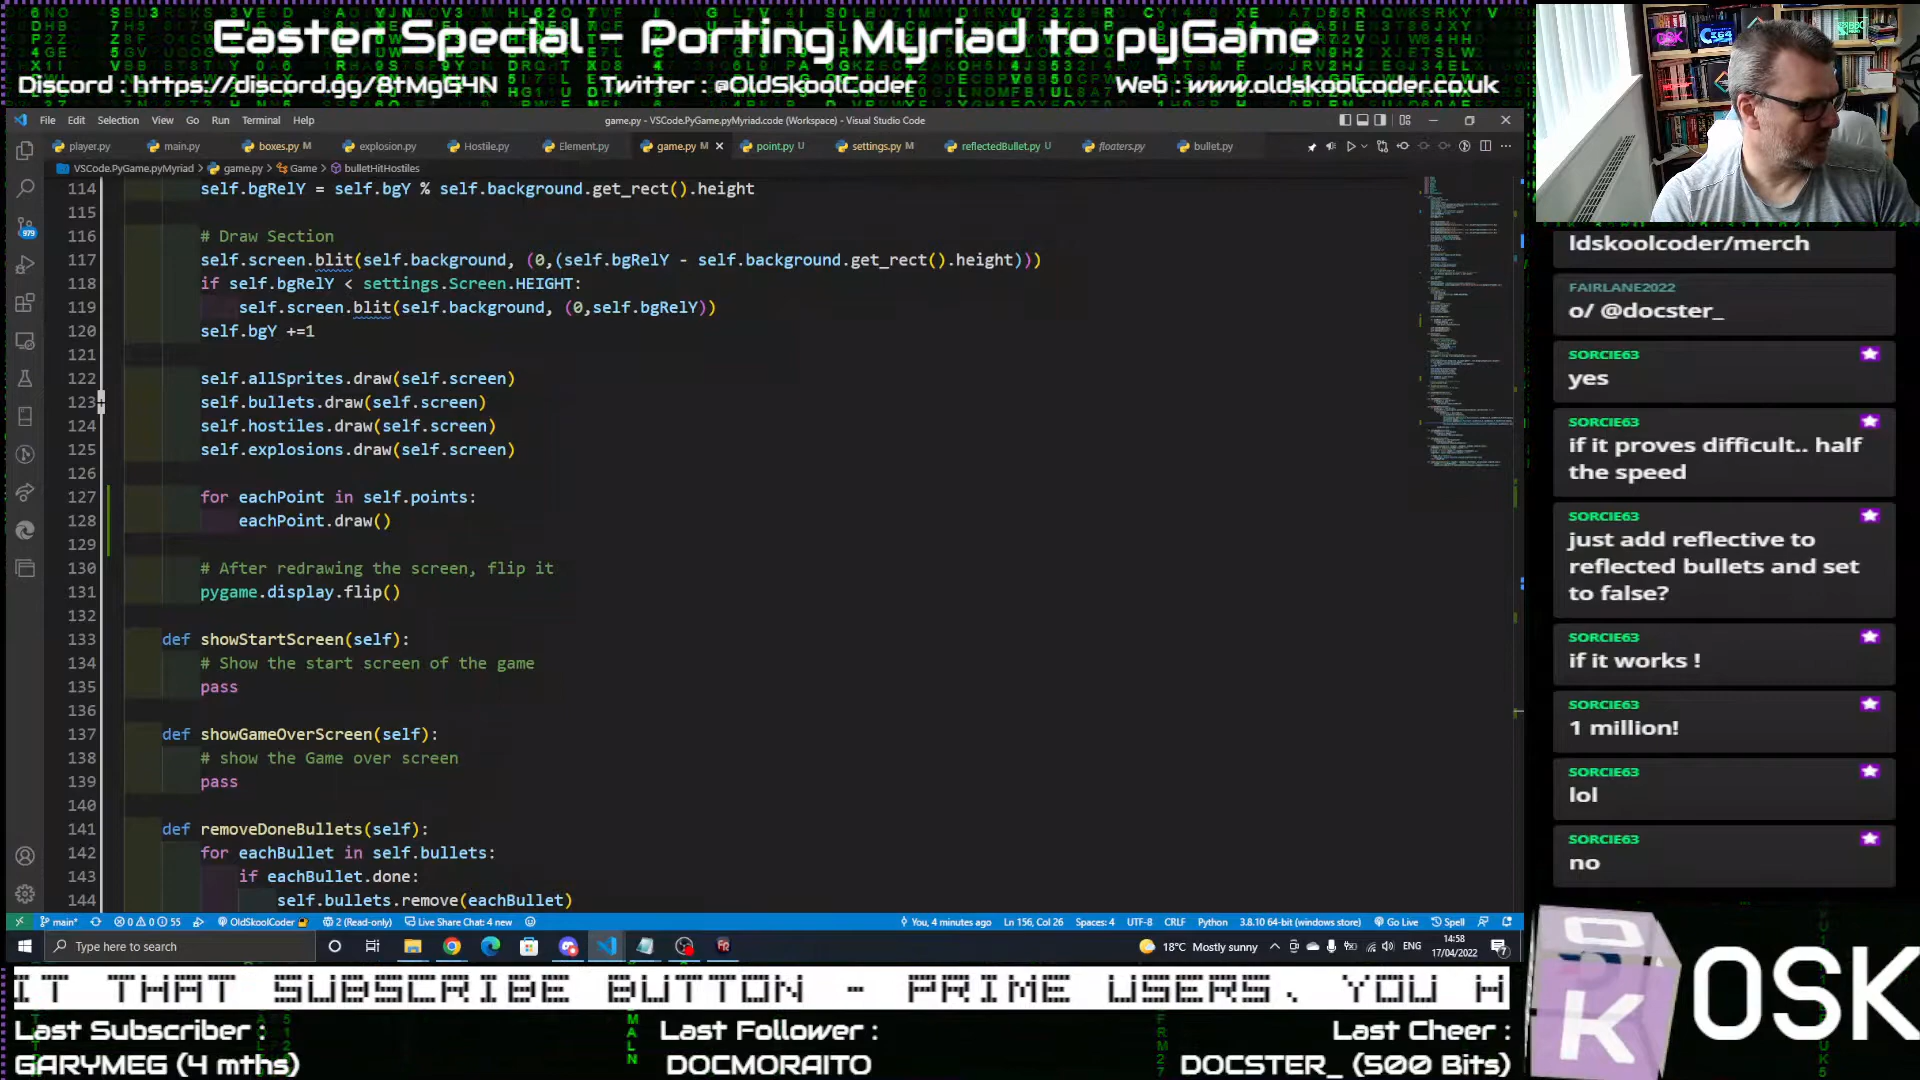 Easter Special - Porting Myriad to pyGame
Discord : https://discord.gg/8tMgE4N Twitter : @OldSkoolCoder Web : www.oldskoolcoder.co.uk
File Edit Selection View Go Run Terminal Help game.py - VSCode.PyGame.pyMyriad.code (Workspace) - Visual Studio Code
player.py main.py boxes.py M explosion.py Hostile.py Element.py game.py M point.py U settings.py M reflectedBullet.py U floaters.py bullet.py
VSCode.PyGame.pyMyriad > game.py > Game > bulletHitHostiles
114 self.bgRelY = self.bgY % self.background.get_rect().height
115
116 # Draw Section
117 self.screen.blit(self.background, (0,(self.bgRelY - self.background.get_rect().height)))
118 if self.bgRelY < settings.Screen.HEIGHT:
119 self.screen.blit(self.background, (0,self.bgRelY))
120 self.bgY +=1
121
122 self.allSprites.draw(self.screen)
123 self.bullets.draw(self.screen)
124 self.hostiles.draw(self.screen)
125 self.explosions.draw(self.screen)
126
127 for eachPoint in self.points:
128 eachPoint.draw()
129
130 # After redrawing the screen, flip it
131 pygame.display.flip()
132
133 def showStartScreen(self):
134 # Show the start screen of the game
135 pass
136
137 def showGameOverScreen(self):
138 # show the Game over screen
139 pass
140
141 def removeDoneBullets(self):
142 for eachBullet in self.bullets:
143 if eachBullet.done:
144 self.bullets.remove(eachBullet)
979
main* 0 0 55 OldSkoolCoder 2 (Read-only) Live Share Chat: 4 new You, 4 minutes ago Ln 156, Col 26 Spaces: 4 UTF-8 CRLF Python 3.8.10 64-bit (windows store) Go Live Spell
Type here to search 18°C Mostly sunny ENG 14:58
17/04/2022
ldskoolcoder/merch
FAIRLANE2022
o/ @docster_
SORCIE63
yes
SORCIE63
if it proves difficult.. half
the speed
SORCIE63
just add reflective to
reflected bullets and set
to false?
SORCIE63
if it works !
SORCIE63
1 million!
SORCIE63
lol
SORCIE63
no
IT THAT SUBSCRIBE BUTTON - PRIME USERS, YOU H
Last Subscriber : Last Follower : Last Cheer :
GARYMEG (4 mths) DOCMORAITO DOCSTER_ (500 Bits)
OSK